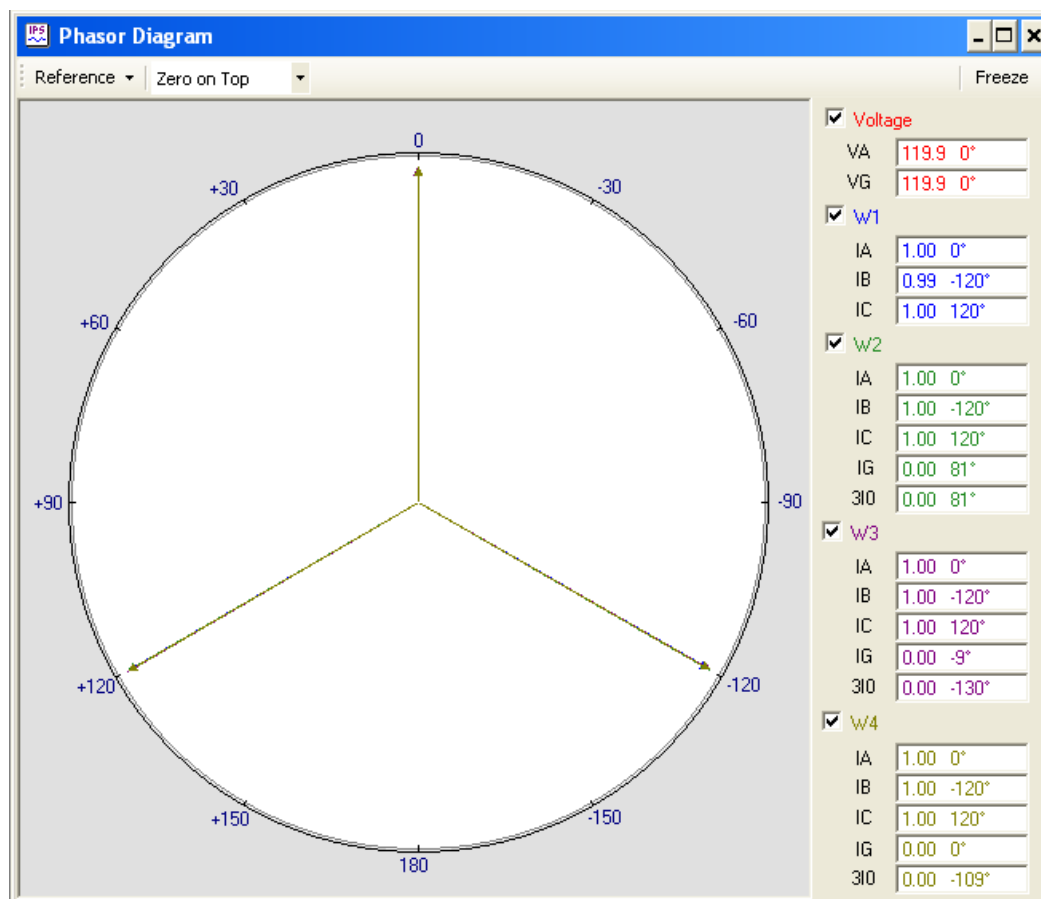 IPS Phasor Diagram
Reference Zero on Top Freeze
0
+30 -30
+60 -60
+90 -90
+120 -120
+150 -150
180
Voltage
VA 119.9 0°
VG 119.9 0°
W1
IA 1.00 0°
IB 0.99 -120°
IC 1.00 120°
W2
IA 1.00 0°
IB 1.00 -120°
IC 1.00 120°
IG 0.00 81°
3I0 0.00 81°
W3
IA 1.00 0°
IB 1.00 -120°
IC 1.00 120°
IG 0.00 -9°
3I0 0.00 -130°
W4
IA 1.00 0°
IB 1.00 -120°
IC 1.00 120°
IG 0.00 0°
3I0 0.00 -109°